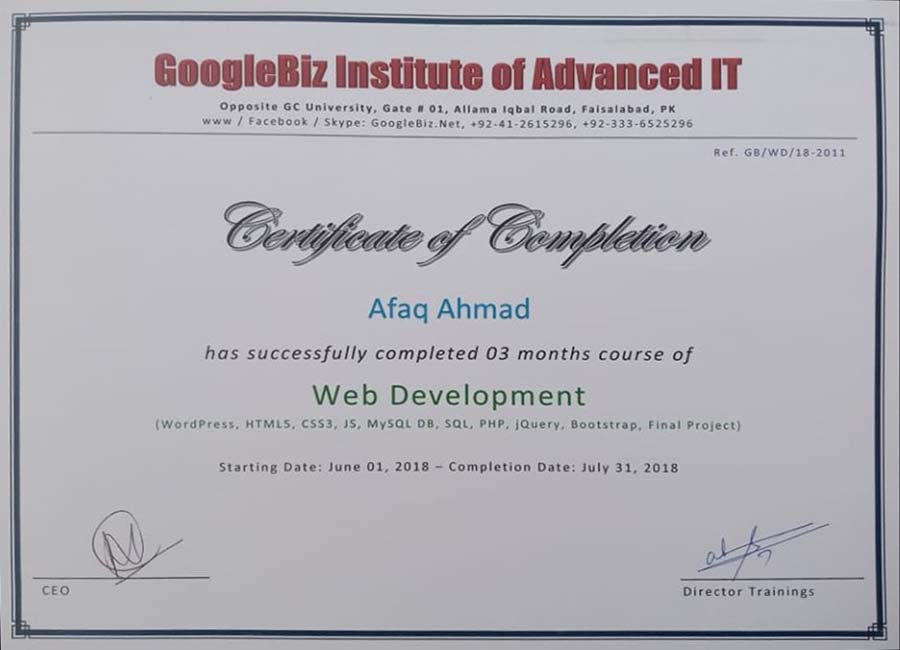 GoogleBiz Institute of Advanced IT
Opposite GC University, Gate # 01, Allama Iqbal Road, Faisalabad, PK
www / Facebook / Skype: GoogleBiz.Net, +92-41-2615296, +92-333-6525296
Ref. GB/WD/18-2011
Certificate of Completion
Afaq Ahmad
has successfully completed 03 months course of
Web Development
(WordPress, HTML5, CSS3, JS, MySQL DB, SQL, PHP, jQuery, Bootstrap, Final Project)
Starting Date: June 01, 2018 – Completion Date: July 31, 2018
CEO
Director Trainings